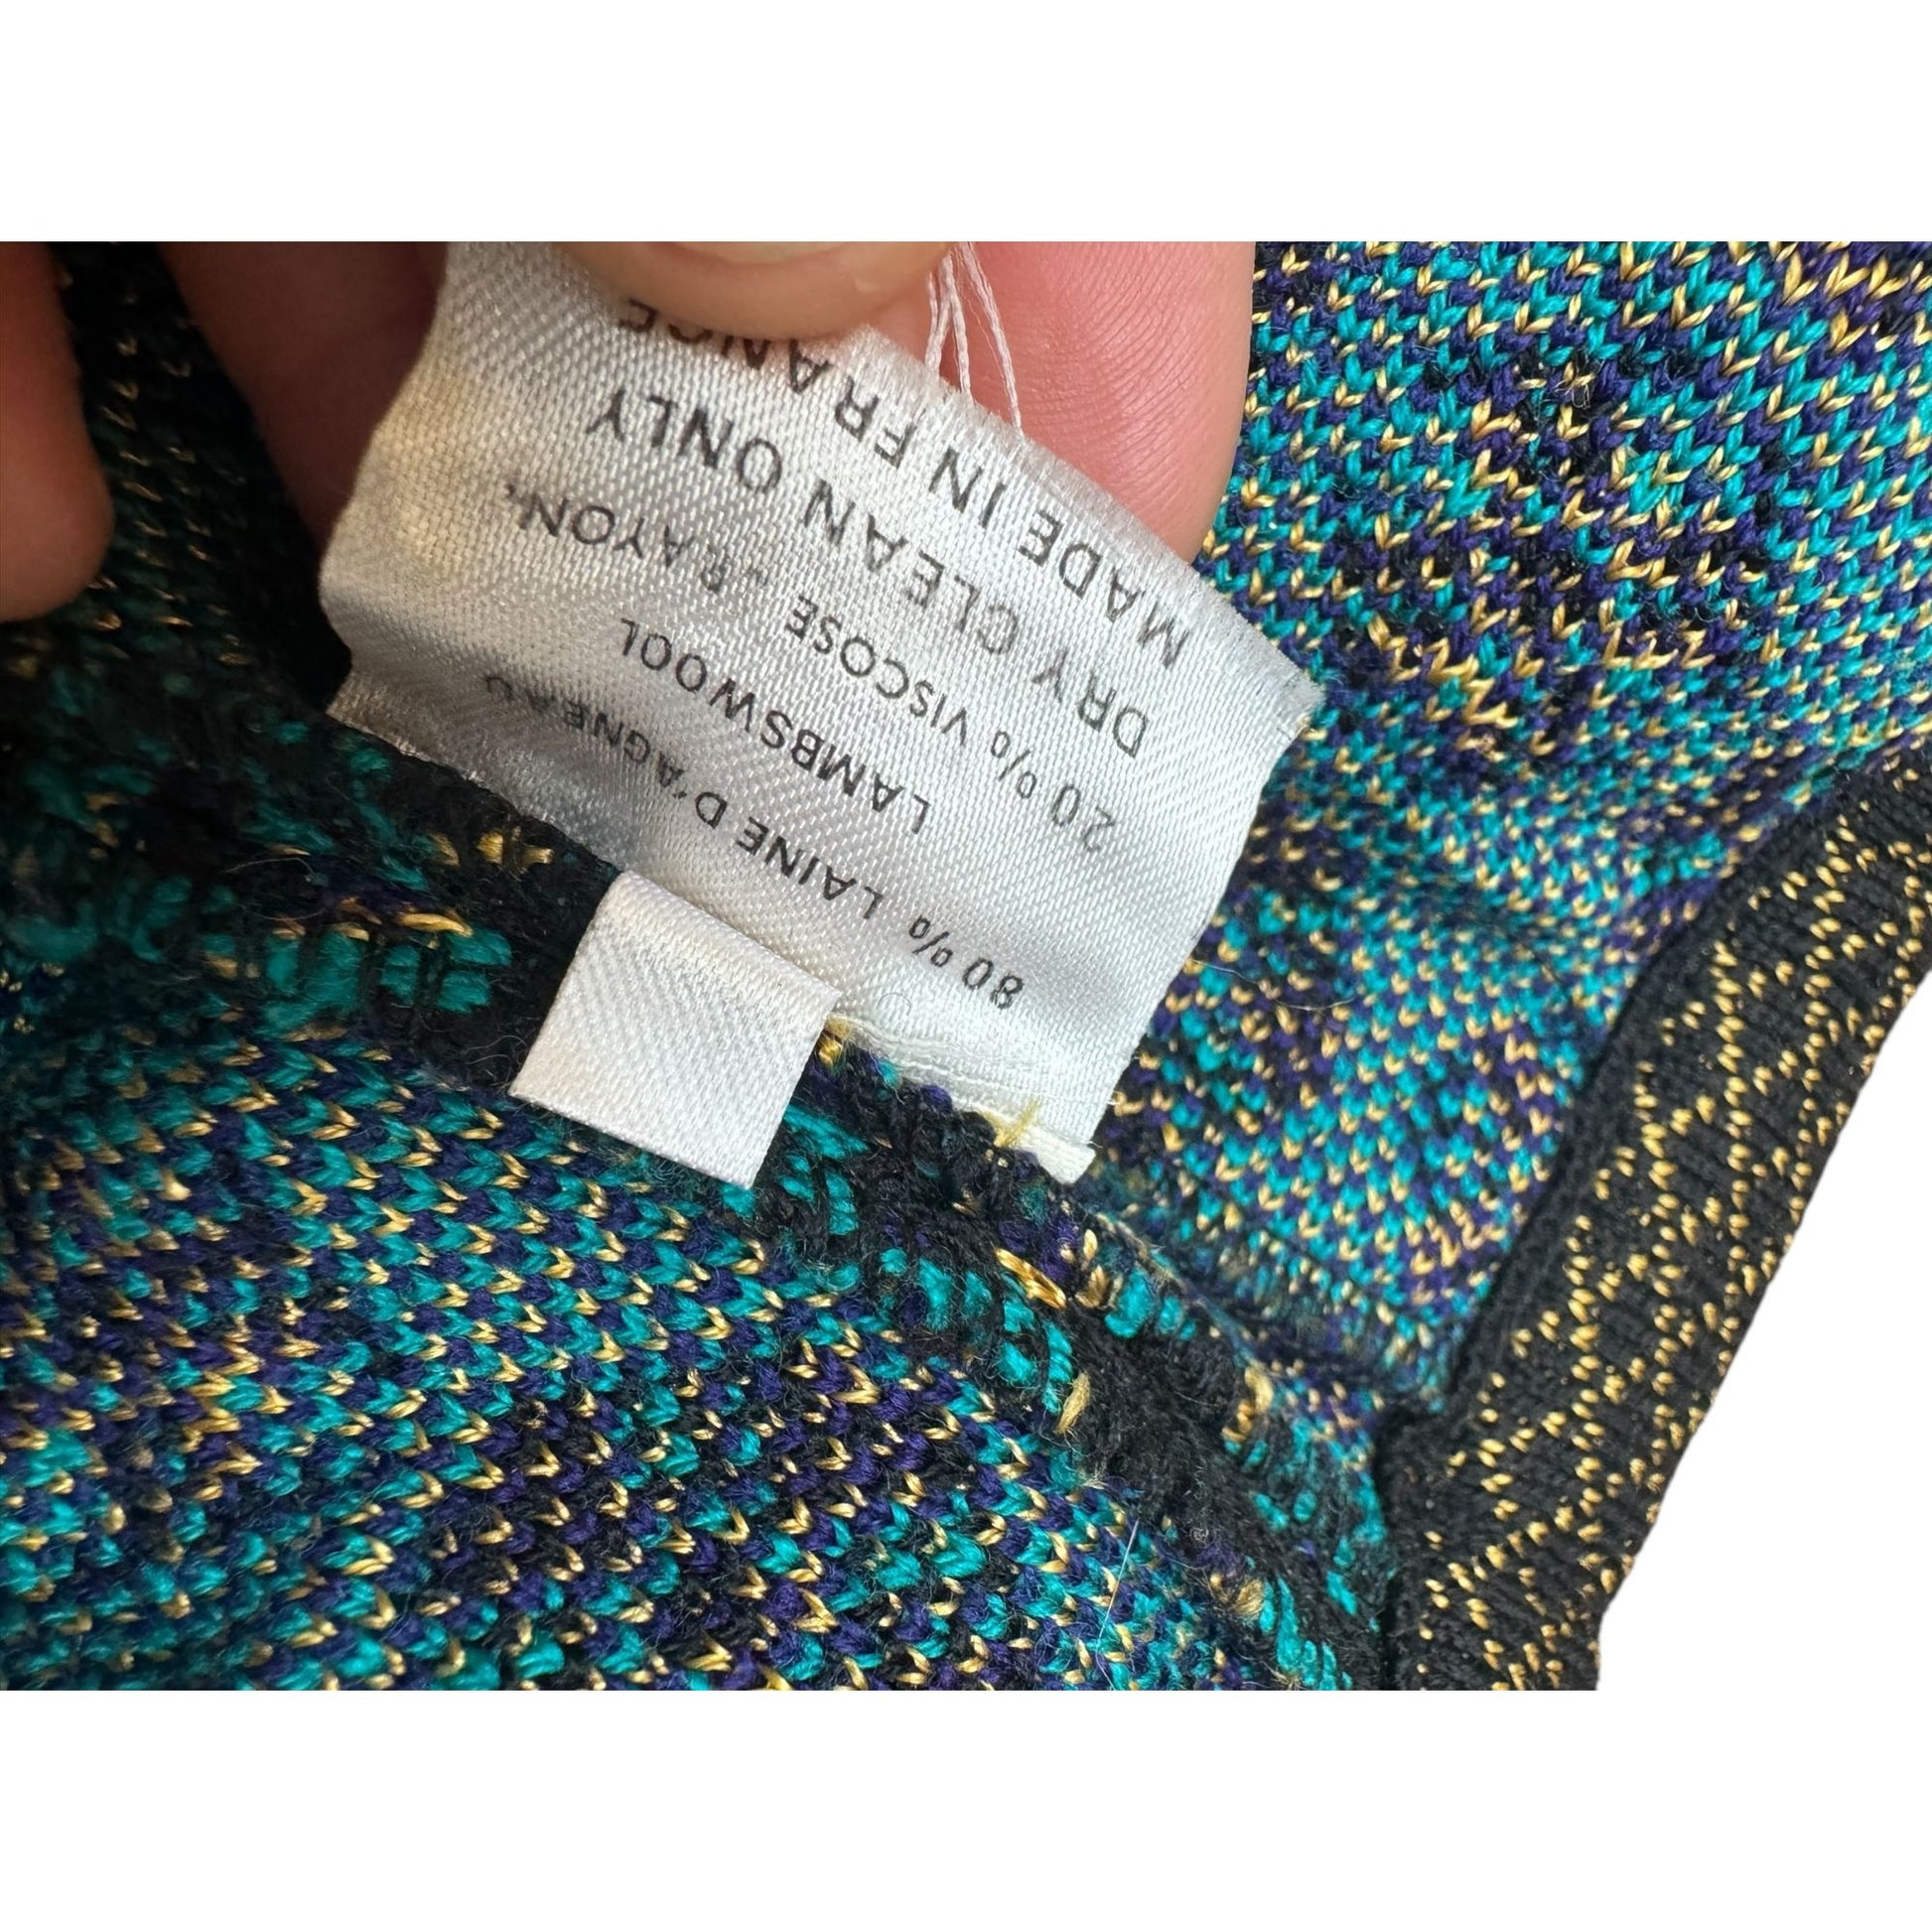 80% LAINE D'AGNEAU
LAMBSWOOL
20% VISCOSE - RAYON.
DRY CLEAN ONLY
MADE IN FRANCE